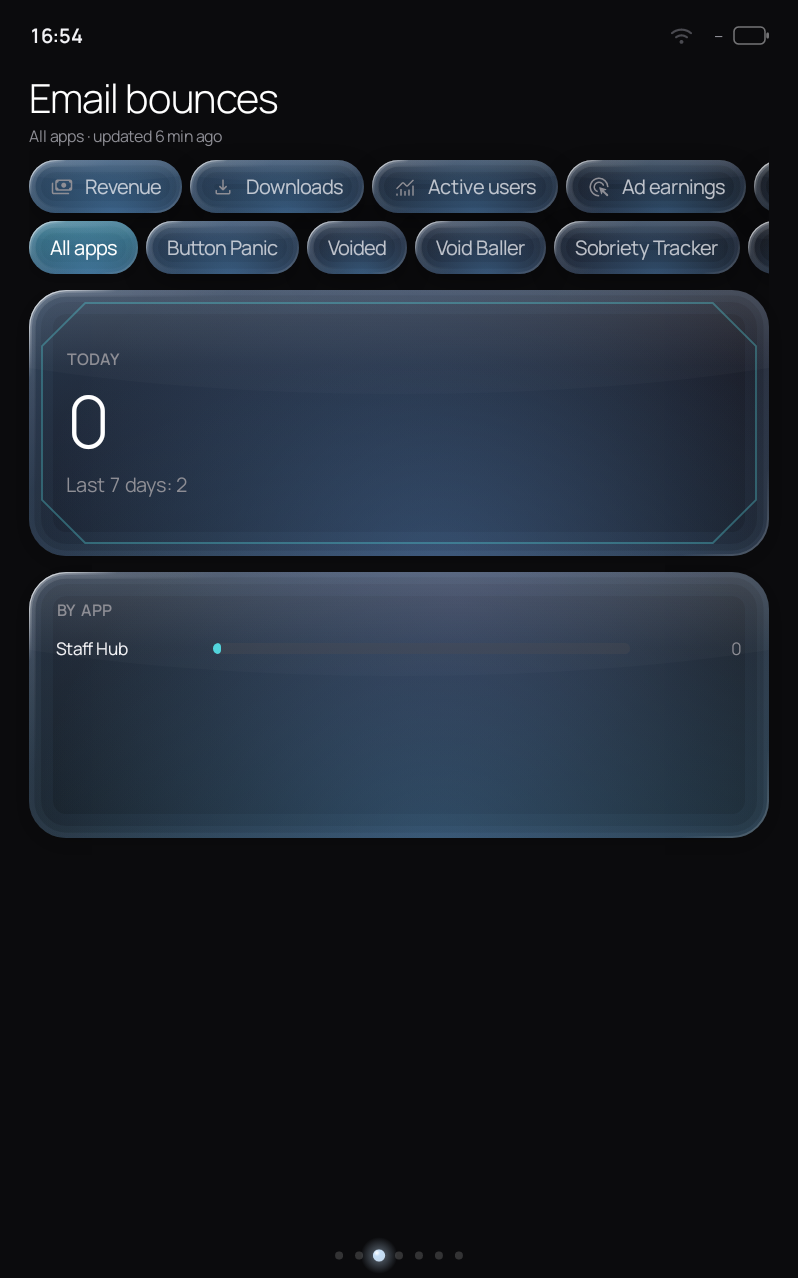 16:54
Email bounces
All apps · updated 6 min ago
Revenue Downloads Active users Ad earnings
All apps Button Panic Voided Void Baller Sobriety Tracker
TODAY
0
Last 7 days: 2
BY APP
Staff Hub 0